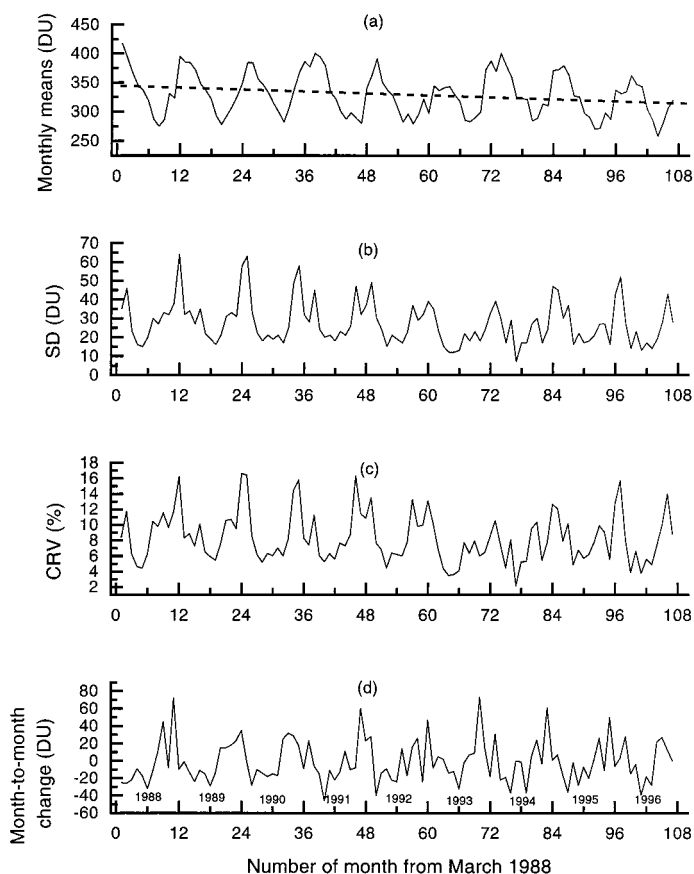 (a)
Monthly means (DU)
450
400
350
300
250
0 12 24 36 48 60 72 84 96 108
(b)
SD (DU)
70
60
50
40
30
20
10
0
0 12 24 36 48 60 72 84 96 108
(c)
CRV (%)
18
16
14
12
10
8
6
4
2
0 12 24 36 48 60 72 84 96 108
(d)
Month-to-month
change (DU)
80
60
40
20
0
-20
-40
-60
1988 1989 1990 1991 1992 1993 1994 1995 1996
0 12 24 36 48 60 72 84 96 108
Number of month from March 1988